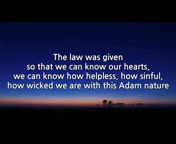 The law was given
so that we can know our hearts,
we can know how helpless, how sinful,
how wicked we are with this Adam nature